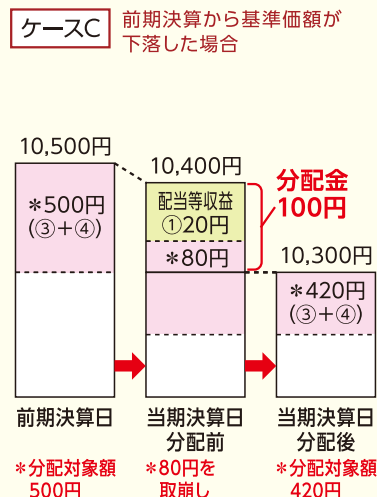 ケースC
前期決算から基準価額が
下落した場合
10,500円
10,400円
分配金
100円
＊500円
(③＋④)
配当等収益
①20円
＊80円
10,300円
＊420円
(③＋④)
前期決算日
当期決算日
分配前
当期決算日
分配後
＊分配対象額
500円
＊80円を
取崩し
＊分配対象額
420円